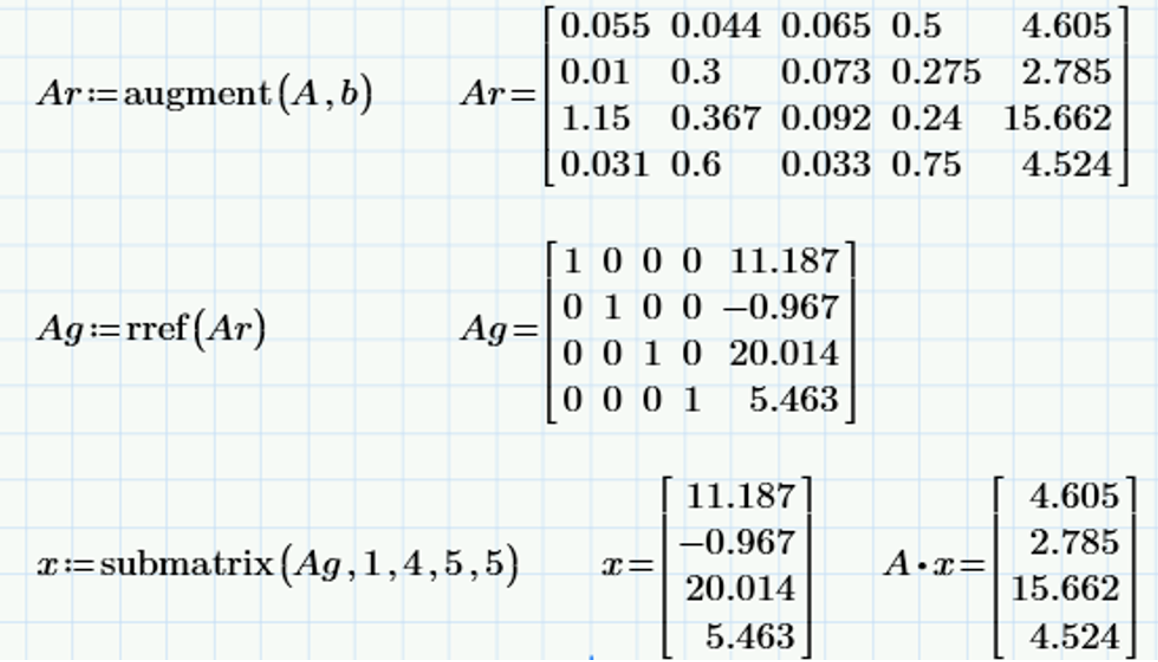 Ar:=augment(A,b) Ar=[0.055 0.044 0.065 0.5 4.605
0.01 0.3 0.073 0.275 2.785
1.15 0.367 0.092 0.24 15.662
0.031 0.6 0.033 0.75 4.524]
Ag:=rref(Ar) Ag=[1 0 0 0 11.187
0 1 0 0 −0.967
0 0 1 0 20.014
0 0 0 1 5.463]
x:=submatrix(Ag,1,4,5,5) x=[11.187 −0.967 20.014 5.463] A·x=[4.605 2.785 15.662 4.524]